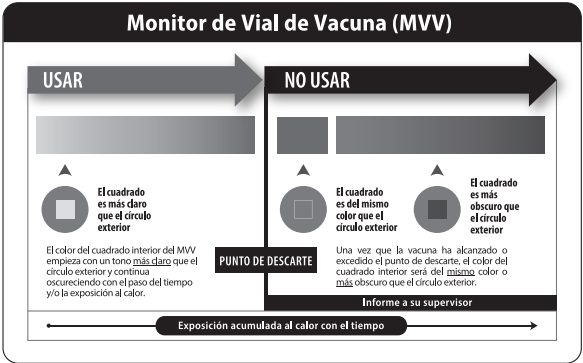 Monitor de Vial de Vacuna (MVV)
USAR
NO USAR
El cuadrado
es más claro
que el círculo
exterior
El cuadrado
es del mismo
color que el
círculo
exterior
El cuadrado
es más
obscuro que
el círculo
exterior
El color del cuadrado interior del MVV
empieza con un tono más claro que el
círculo exterior y continua
oscureciendo con el paso del tiempo
y/o la exposición al calor.
PUNTO DE DESCARTE
Una vez que la vacuna ha alcanzado o
excedido el punto de descarte, el color del
cuadrado interior será del mismo color o
más obscuro que el círculo exterior.
Informe a su supervisor
Exposición acumulada al calor con el tiempo